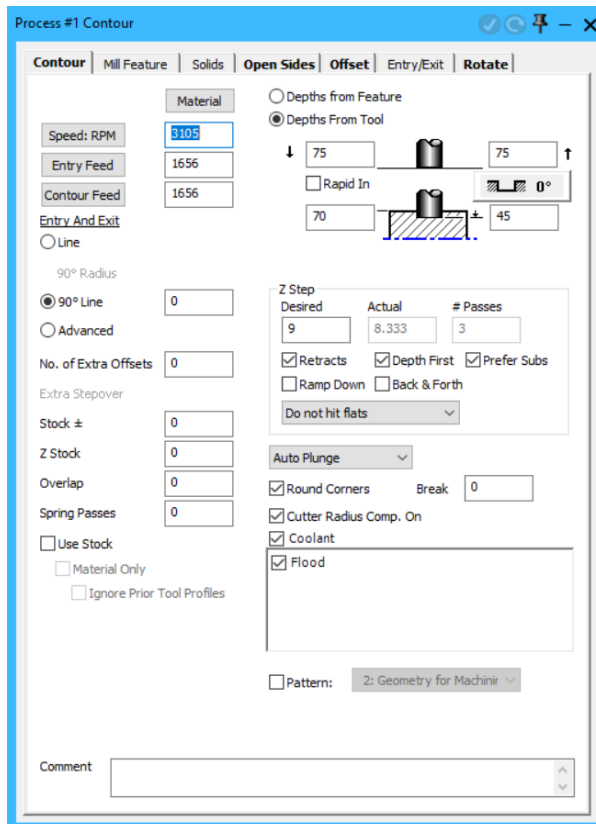 Process #1 Contour
Contour Mill Feature Solids Open Sides Offset Entry/Exit Rotate
Material
Speed: RPM 3105
Entry Feed 1656
Contour Feed 1656
Entry And Exit
Line
90° Radius
90° Line 0
Advanced
No. of Extra Offsets 0
Extra Stepover
Stock ± 0
Z Stock 0
Overlap 0
Spring Passes 0
Use Stock
Material Only
Ignore Prior Tool Profiles
Depths from Feature
Depths From Tool
75 75
Rapid In
0°
70 45
Z Step
Desired Actual # Passes
9 8.333 3
Retracts Depth First Prefer Subs
Ramp Down Back & Forth
Do not hit flats
Auto Plunge
Round Corners Break 0
Cutter Radius Comp. On
Coolant
Flood
Pattern: 2: Geometry for Machinir
Comment